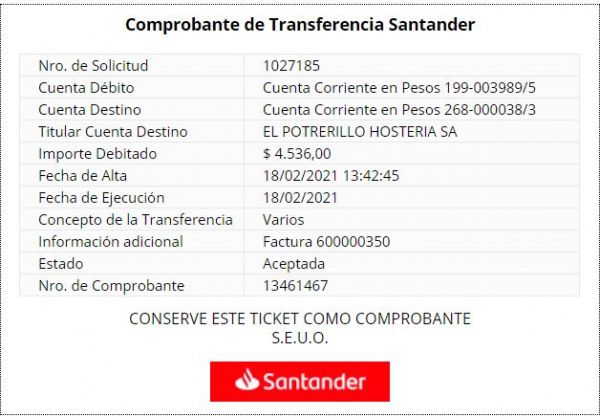 Comprobante de Transferencia Santander
Nro. de Solicitud 1027185
Cuenta Débito Cuenta Corriente en Pesos 199-003989/5
Cuenta Destino Cuenta Corriente en Pesos 268-000038/3
Titular Cuenta Destino EL POTRERILLO HOSTERIA SA
Importe Debitado $ 4.536,00
Fecha de Alta 18/02/2021 13:42:45
Fecha de Ejecución 18/02/2021
Concepto de la Transferencia Varios
Información adicional Factura 600000350
Estado Aceptada
Nro. de Comprobante 13461467
CONSERVE ESTE TICKET COMO COMPROBANTE
S.E.U.O.
Santander